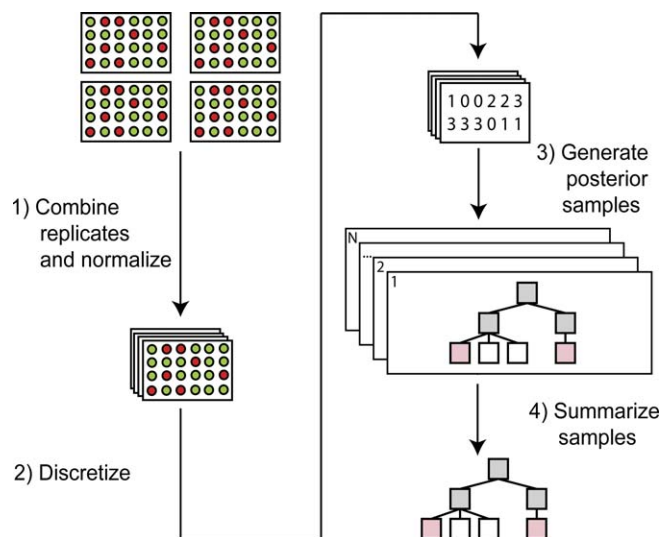 1) Combine
replicates
and normalize
2) Discretize
1 0 0 2 2 3
3 3 3 0 1 1
3) Generate
posterior
samples
N
...
2
1
4) Summarize
samples